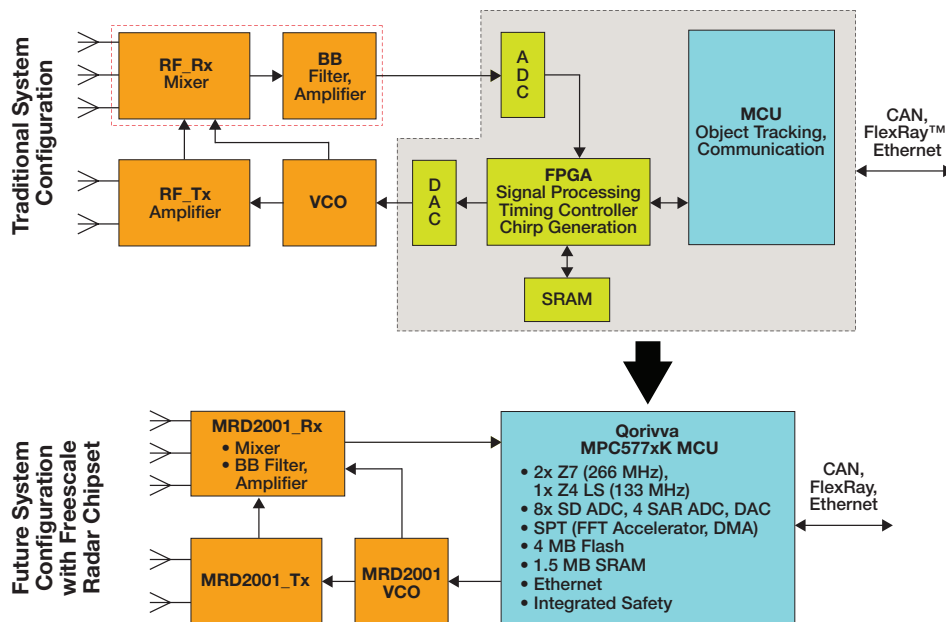 Traditional System
Configuration
RF_Rx
Mixer
BB
Filter,
Amplifier
A
D
C
MCU
Object Tracking,
Communication
CAN,
FlexRay™
Ethernet
RF_Tx
Amplifier
VCO
D
A
C
FPGA
Signal Processing
Timing Controller
Chirp Generation
SRAM
Future System
Configuration
with Freescale
Radar Chipset
MRD2001_Rx
• Mixer
• BB Filter,
Amplifier
MRD2001_Tx
MRD2001
VCO
Qorivva
MPC577xK MCU
• 2x Z7 (266 MHz),
1x Z4 LS (133 MHz)
• 8x SD ADC, 4 SAR ADC, DAC
• SPT (FFT Accelerator, DMA)
• 4 MB Flash
• 1.5 MB SRAM
• Ethernet
• Integrated Safety
CAN,
FlexRay,
Ethernet